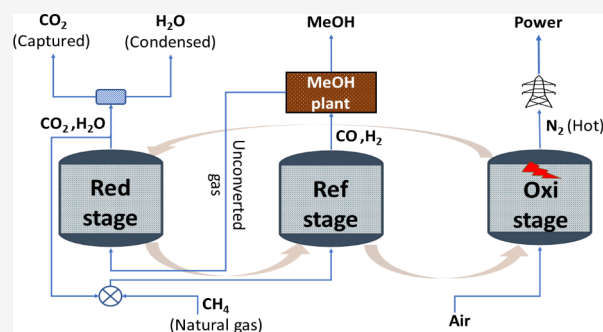 CO₂
(Captured)
H₂O
(Condensed)
MeOH
Power
MeOH
plant
CO₂ ,H₂O
CO ,H₂
N₂ (Hot)
Unconverted
gas
Red
stage
Ref
stage
Oxi
stage
CH₄
(Natural gas)
Air